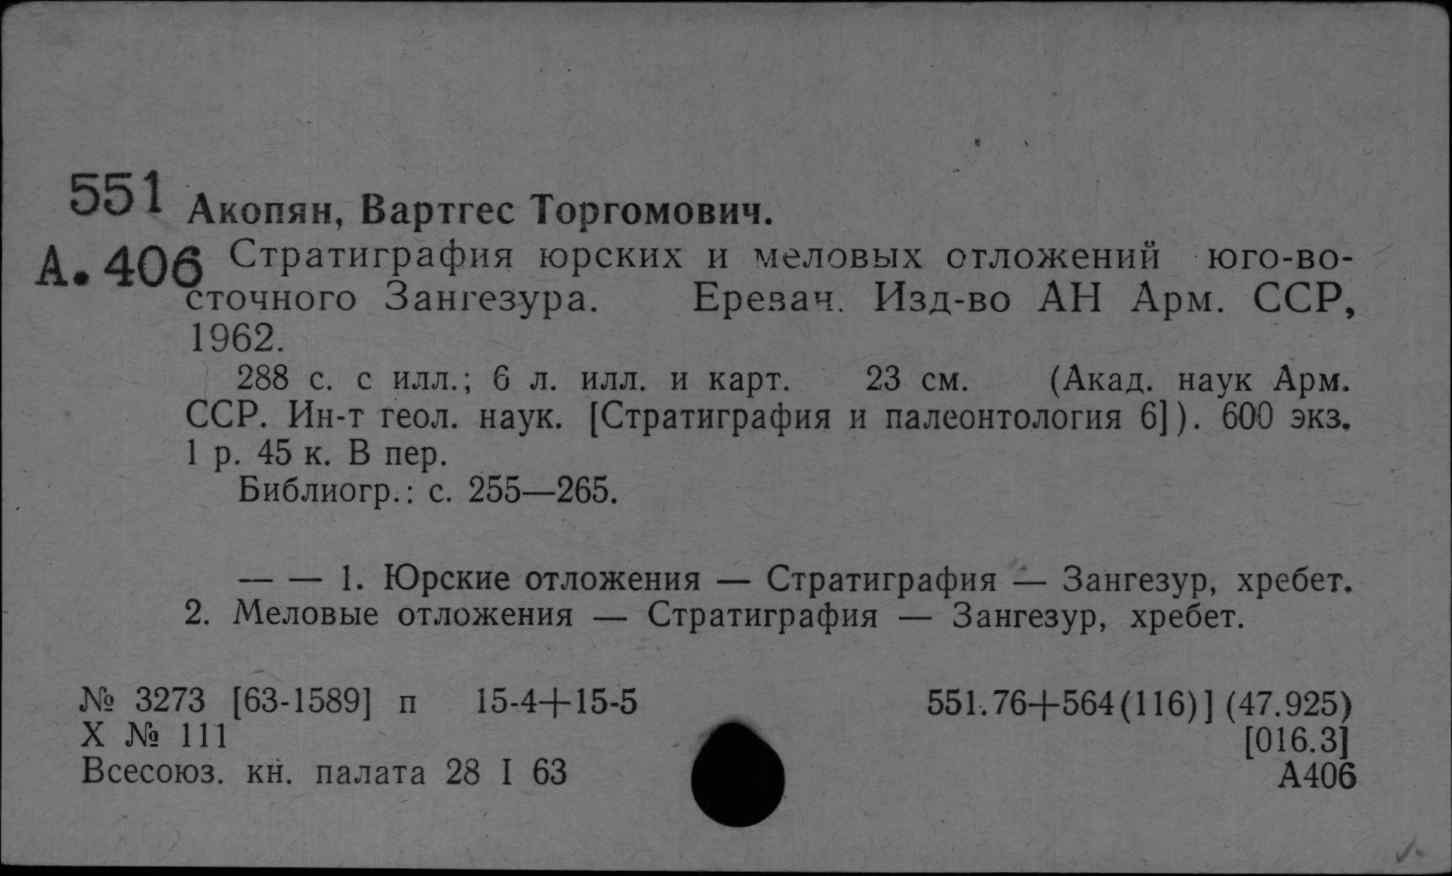 551 Акопян, Вартгес Торгомович.
А.406 Стратиграфия юрских и меловых отложений юго-во-
сточного Зангезура. Ереван. Изд-во АН Арм. ССР,
1962.
288 с. с илл.; 6 л. илл. и карт. 23 см. (Акад. наук Арм.
ССР. Ин-т геол. наук. [Стратиграфия и палеонтология 6]). 600 экз.
1 р. 45 к. В пер.
Библиогр.: с. 255—265.
— — 1. Юрские отложения — Стратиграфия — Зангезур, хребет.
2. Меловые отложения — Стратиграфия — Зангезур, хребет.
№ 3273 [63-1589] п 15-4+15-5 551.76+564(116)] (47.925)
X № 111 [016.3]
Всесоюз. кн. палата 28 I 63 А406